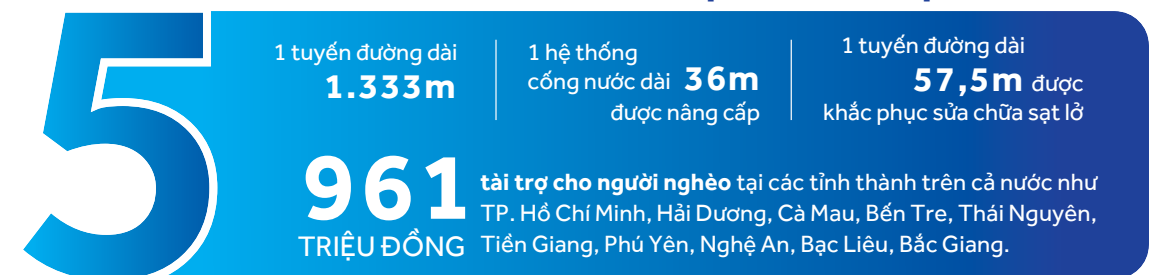 5
1 tuyến đường dài
1.333m
1 hệ thống
cống nước dài 36m
được nâng cấp
1 tuyến đường dài
57,5m được
khắc phục sửa chữa sạt lở
961
TRIỆU ĐỒNG
tài trợ cho người nghèo tại các tỉnh thành trên cả nước như
TP. Hồ Chí Minh, Hải Dương, Cà Mau, Bến Tre, Thái Nguyên,
Tiền Giang, Phú Yên, Nghệ An, Bạc Liêu, Bắc Giang.